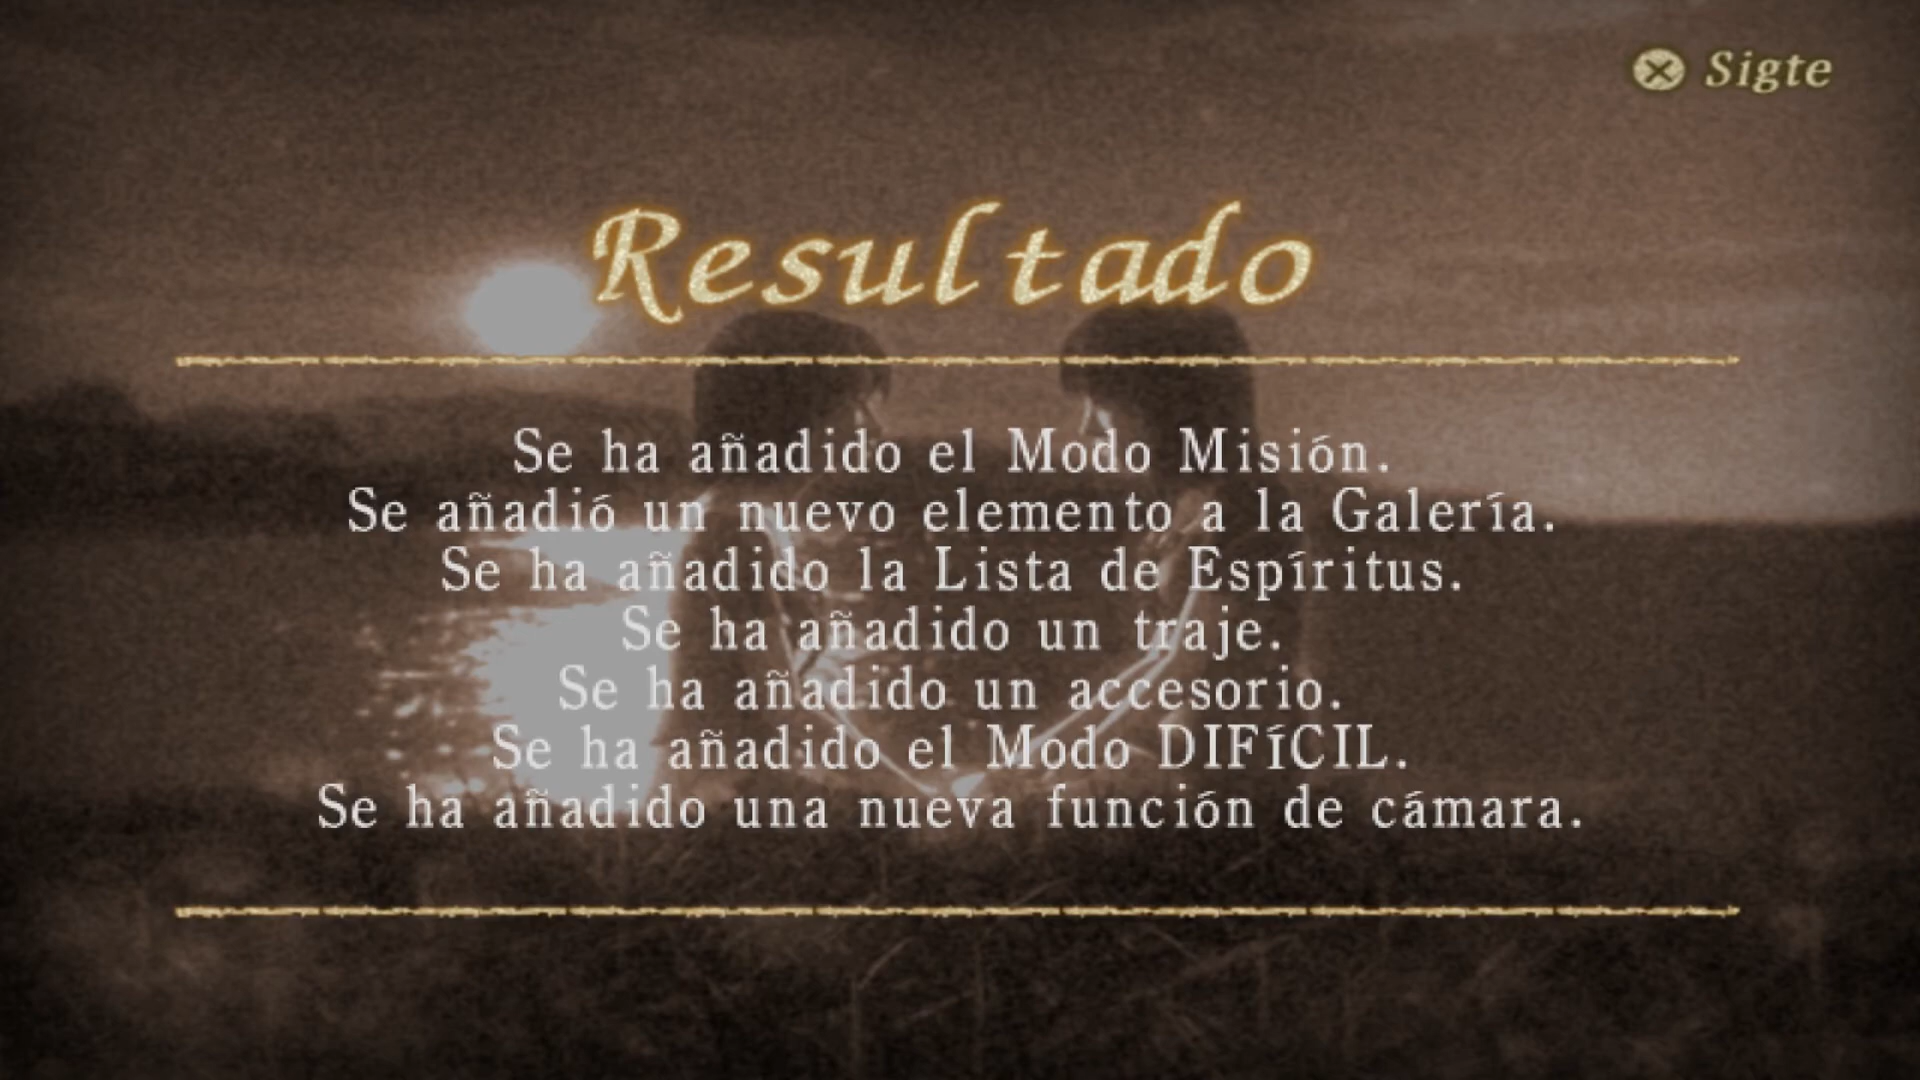 Sigte
Resultado
Se ha añadido el Modo Misión.
Se añadió un nuevo elemento a la Galería.
Se ha añadido la Lista de Espíritus.
Se ha añadido un traje.
Se ha añadido un accesorio.
Se ha añadido el Modo DIFíCIL.
Se ha añadido una nueva función de cámara.